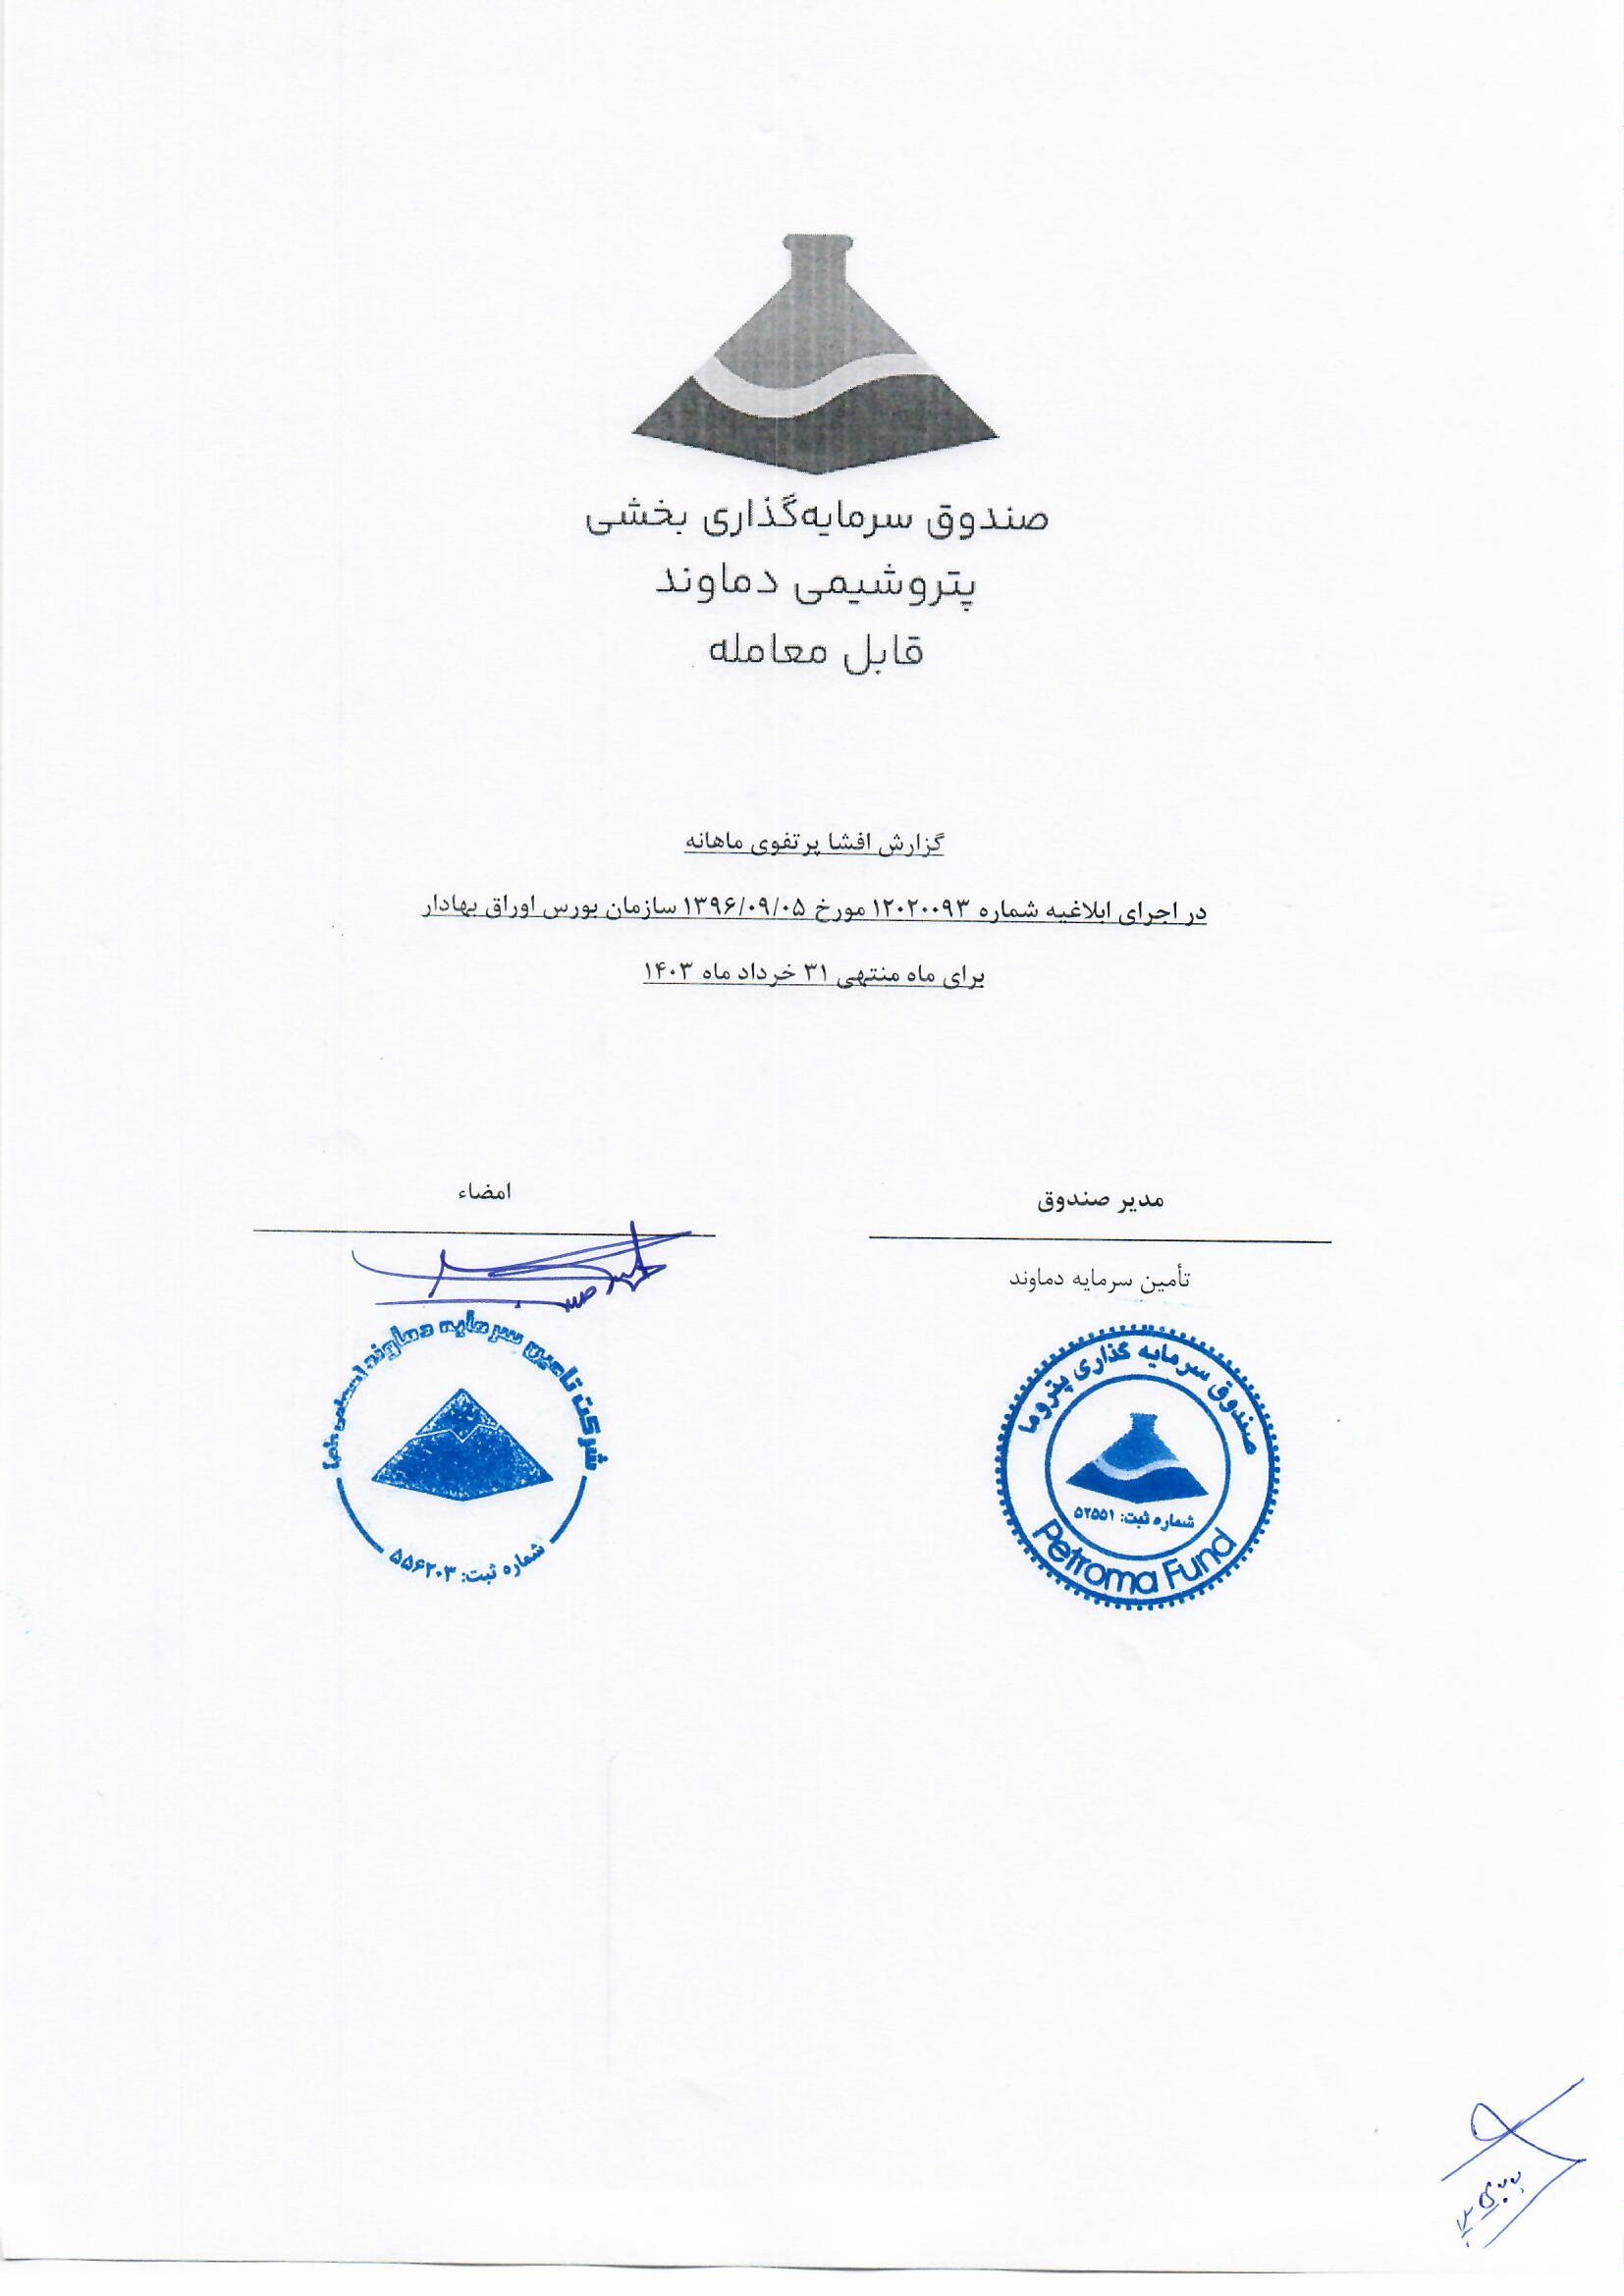 صندوق سرمایه‌گذاری بخشی
پتروشیمی دماوند
قابل معامله
گزارش افشا پرتفوی ماهانه
در اجرای ابلاغیه شماره ۱۲۰۲۰۰۹۳ مورخ ۱۳۹۶/۰۹/۰۵ سازمان بورس اوراق بهادار
برای ماه منتهی ۳۱ خرداد ماه ۱۴۰۳
مدیر صندوق
امضاء
تأمین سرمایه دماوند
صندوق سرمایه گذاری پتروما
شماره ثبت: ۵۲۵۵۱
Petroma Fund
شرکت تامین سرمایه دماوند
شماره ثبت: ۵۵۶۲۰۳